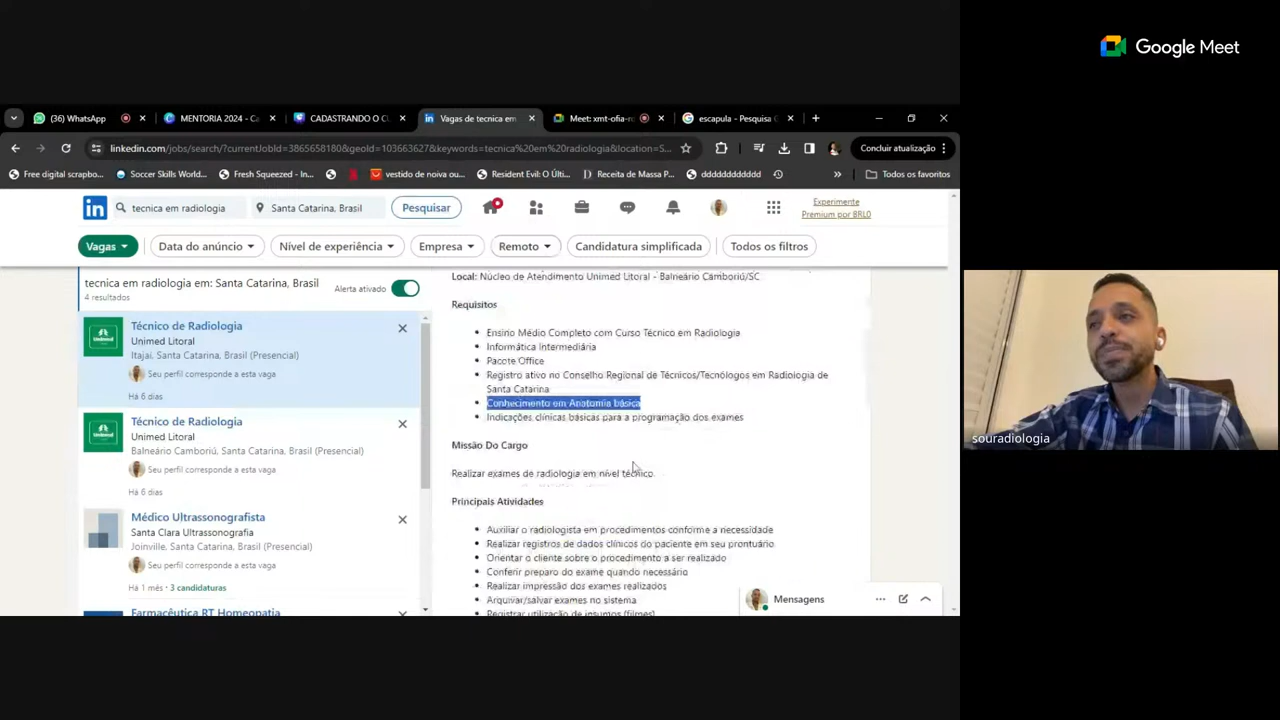 Google Meet
(36) WhatsApp
MENTORIA 2024 - Ca
CADASTRANDO O C
Vagas de tecnica em
Meet: xmt-ofia-r
escapula - Pesquisa G
linkedin.com/jobs/search/?currentJobId=3865658180&geoId=103663627&keywords=tecnica%20em%20radiologia&location=S...
Concluir atualização
Free digital scrapbo...
Soccer Skills World...
Fresh Squeezed - In...
vestido de noiva ou...
Resident Evil: O Últi...
Receita de Massa P...
dddddddddddd
Todos os favoritos
tecnica em radiologia
Santa Catarina, Brasil
Pesquisar
Experimente
Premium por BRL0
Vagas
Data do anúncio
Nível de experiência
Empresa
Remoto
Candidatura simplificada
Todos os filtros
tecnica em radiologia em: Santa Catarina, Brasil
4 resultados
Alerta ativado
Técnico de Radiologia
Unimed Litoral
Itajaí, Santa Catarina, Brasil (Presencial)
Seu perfil corresponde a esta vaga
Há 6 dias
Técnico de Radiologia
Unimed Litoral
Balneário Camboriú, Santa Catarina, Brasil (Presencial)
Seu perfil corresponde a esta vaga
Há 6 dias
Médico Ultrassonografista
Santa Clara Ultrassonografia
Joinville, Santa Catarina, Brasil (Presencial)
Seu perfil corresponde a esta vaga
Há 1 mês · 3 candidaturas
Farmacêutica RT Homeopatia
Local: Núcleo de Atendimento Unimed Litoral - Balneário Camboriú/SC
Requisitos
Ensino Médio Completo com Curso Técnico em Radiologia
Informática Intermediária
Pacote Office
Registro ativo no Conselho Regional de Técnicos/Tecnólogos em Radiologia de
Santa Catarina
Conhecimento em Anatomia básica
Indicações clínicas básicas para a programação dos exames
Missão Do Cargo
Realizar exames de radiologia em nível técnico
Principais Atividades
Auxiliar o radiologista em procedimentos conforme a necessidade
Realizar registros de dados clínicos do paciente em seu prontuário
Orientar o cliente sobre o procedimento a ser realizado
Conferir preparo do exame quando necessário
Realizar impressão dos exames realizados
Arquivar/salvar exames no sistema
Registrar utilização de insumos (filmes)
Mensagens
souradiologia